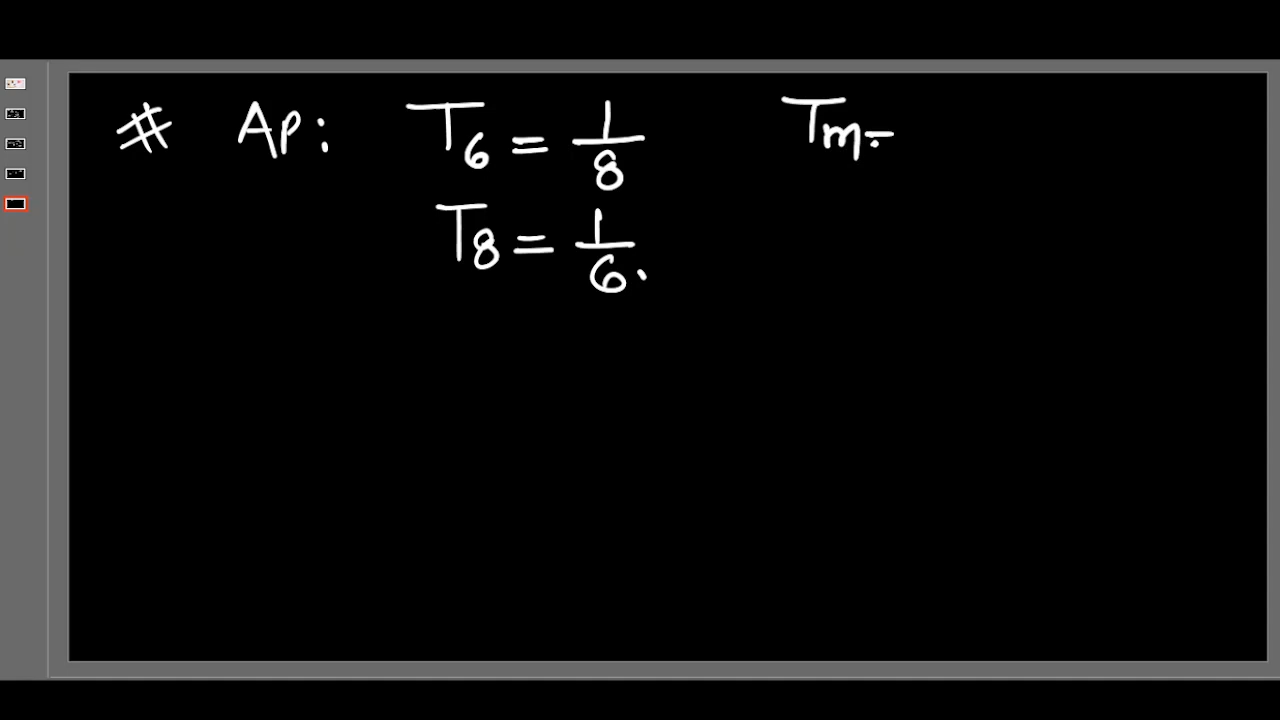 # Ap: T6 = 1/8 Tm=
T8 = 1/6.